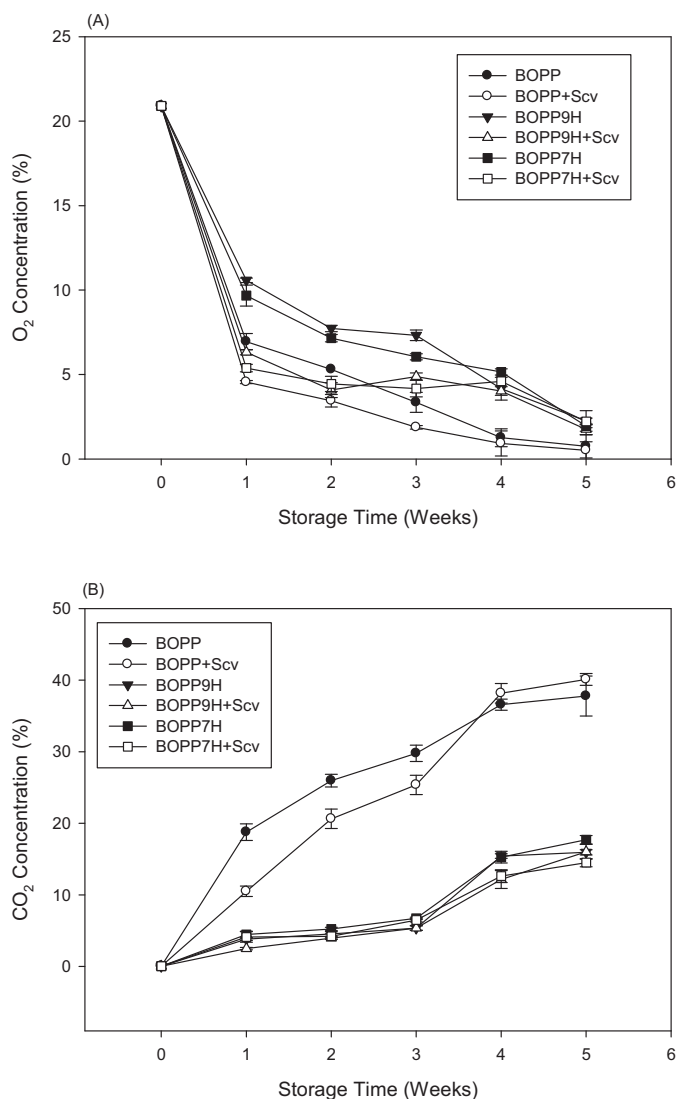 (A)
25
20
15
10
5
0
O2 Concentration (%)
BOPP
BOPP+Scv
BOPP9H
BOPP9H+Scv
BOPP7H
BOPP7H+Scv
0 1 2 3 4 5 6
Storage Time (Weeks)
(B)
50
40
30
20
10
0
CO2 Concentration (%)
BOPP
BOPP+Scv
BOPP9H
BOPP9H+Scv
BOPP7H
BOPP7H+Scv
0 1 2 3 4 5 6
Storage Time (Weeks)